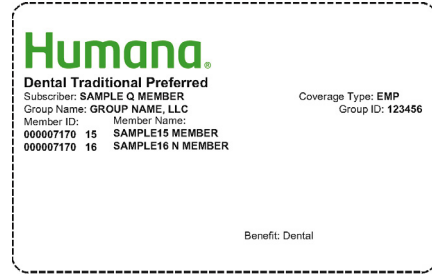 Humana.
Dental Traditional Preferred
Subscriber: SAMPLE Q MEMBER Coverage Type: EMP
Group Name: GROUP NAME, LLC Group ID: 123456
Member ID: Member Name:
000007170 15 SAMPLE15 MEMBER
000007170 16 SAMPLE16 N MEMBER
Benefit: Dental